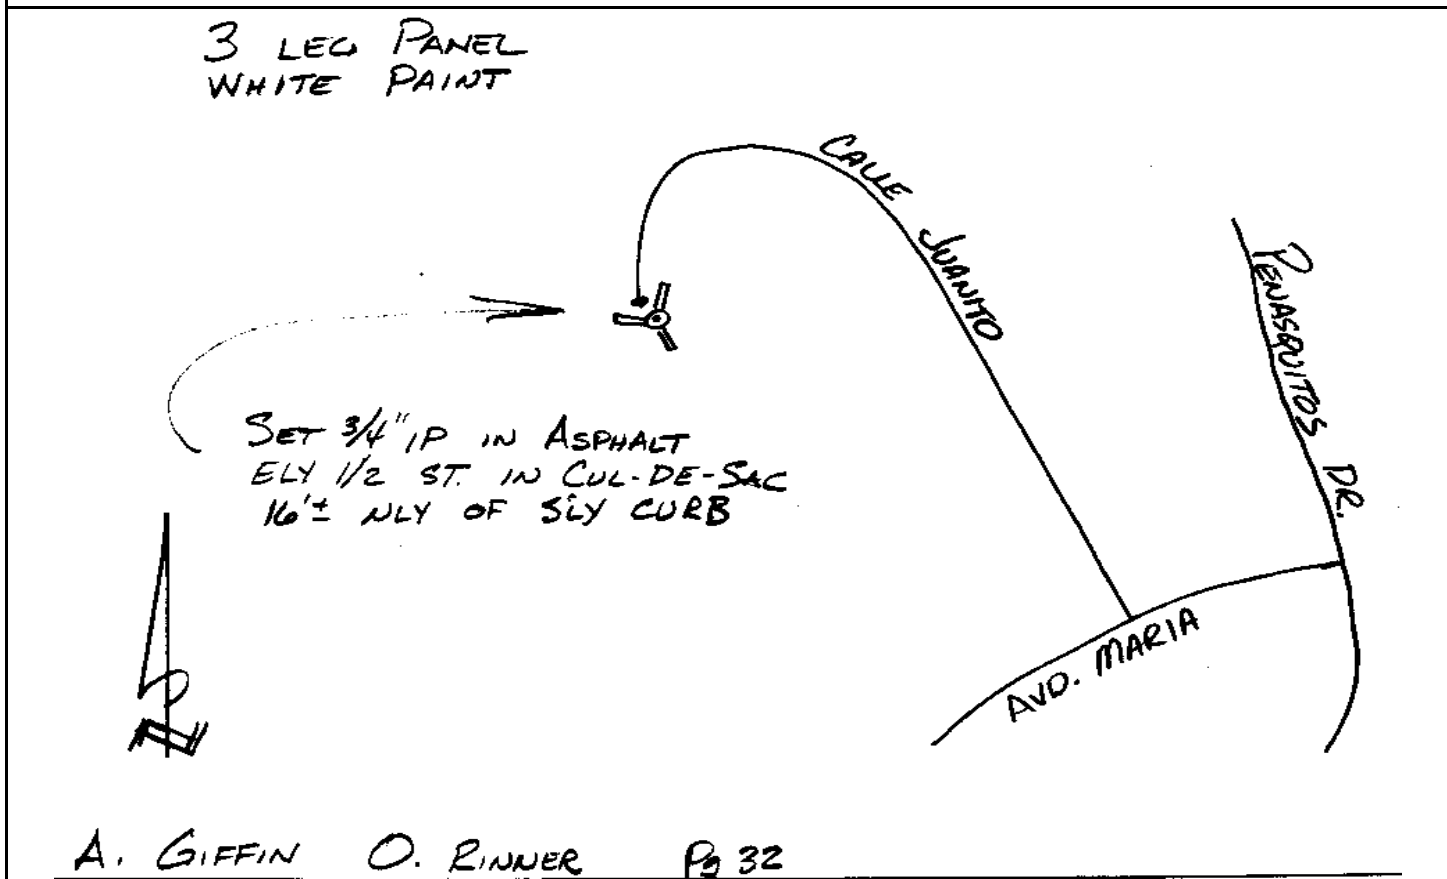 3 LEG PANEL
WHITE PAINT
CALLE JUANITO
PENASQUITOS DR.
SET 3/4" IP IN ASPHALT
ELY 1/2 ST. IN CUL-DE-SAC
16'± NLY OF SLY CURB
AVD. MARIA
N
A. GIFFIN O. RINNER Pg 32